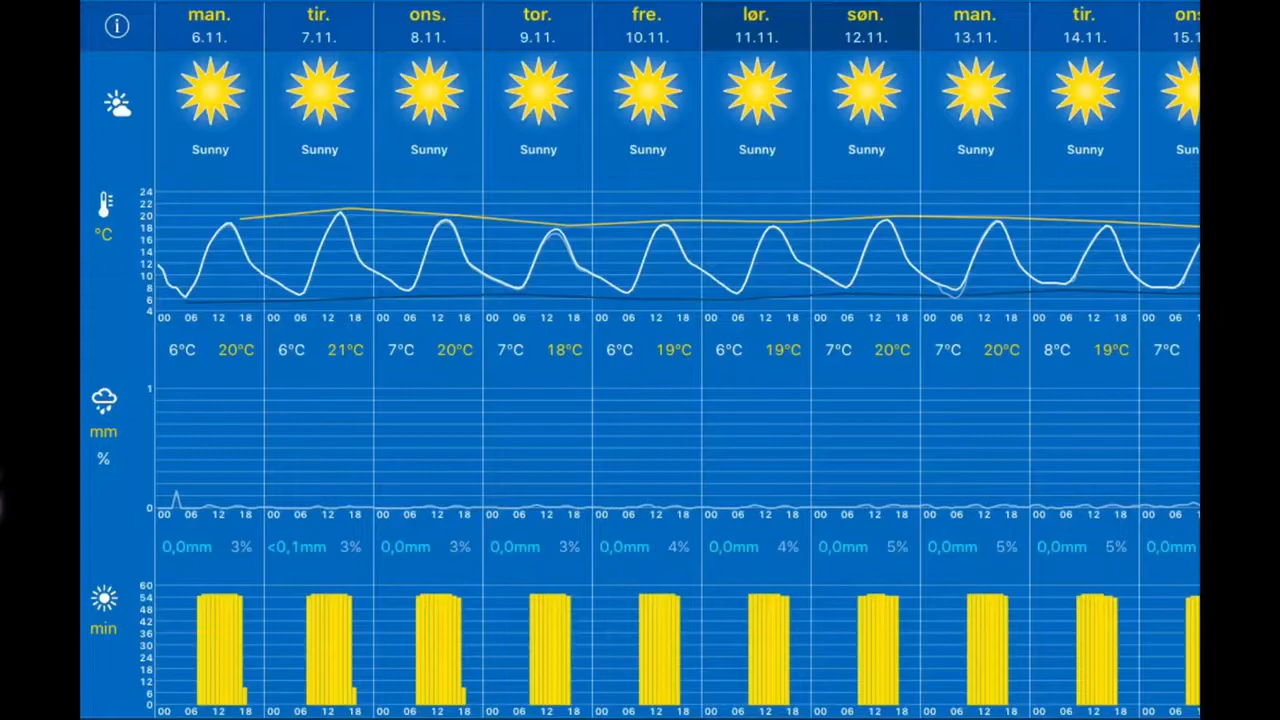 man. tir. ons. tor. fre. lør. søn. man. tir. ons
6.11. 7.11. 8.11. 9.11. 10.11. 11.11. 12.11. 13.11. 14.11. 15.1
Sunny Sunny Sunny Sunny Sunny Sunny Sunny Sunny Sunny Sun
24
22
20
18
16
14
12
10
8
6
4
°C
00 06 12 18 00 06 12 18 00 06 12 18 00 06 12 18 00 06 12 18 00 06 12 18 00 06 12 18 00 06 12 18 00 06 12 18 00 06
6°C 20°C 6°C 21°C 7°C 20°C 7°C 18°C 6°C 19°C 6°C 19°C 7°C 20°C 7°C 20°C 8°C 19°C 7°C
1
mm
%
0
00 06 12 18 00 06 12 18 00 06 12 18 00 06 12 18 00 06 12 18 00 06 12 18 00 06 12 18 00 06 12 18 00 06 12 18 00 06
0,0mm 3% <0,1mm 3% 0,0mm 3% 0,0mm 3% 0,0mm 4% 0,0mm 4% 0,0mm 5% 0,0mm 5% 0,0mm 5% 0,0mm
60
54
48
42
36
30
24
18
12
6
0
min
00 06 12 18 00 06 12 18 00 06 12 18 00 06 12 18 00 06 12 18 00 06 12 18 00 06 12 18 00 06 12 18 00 06 12 18 00 06